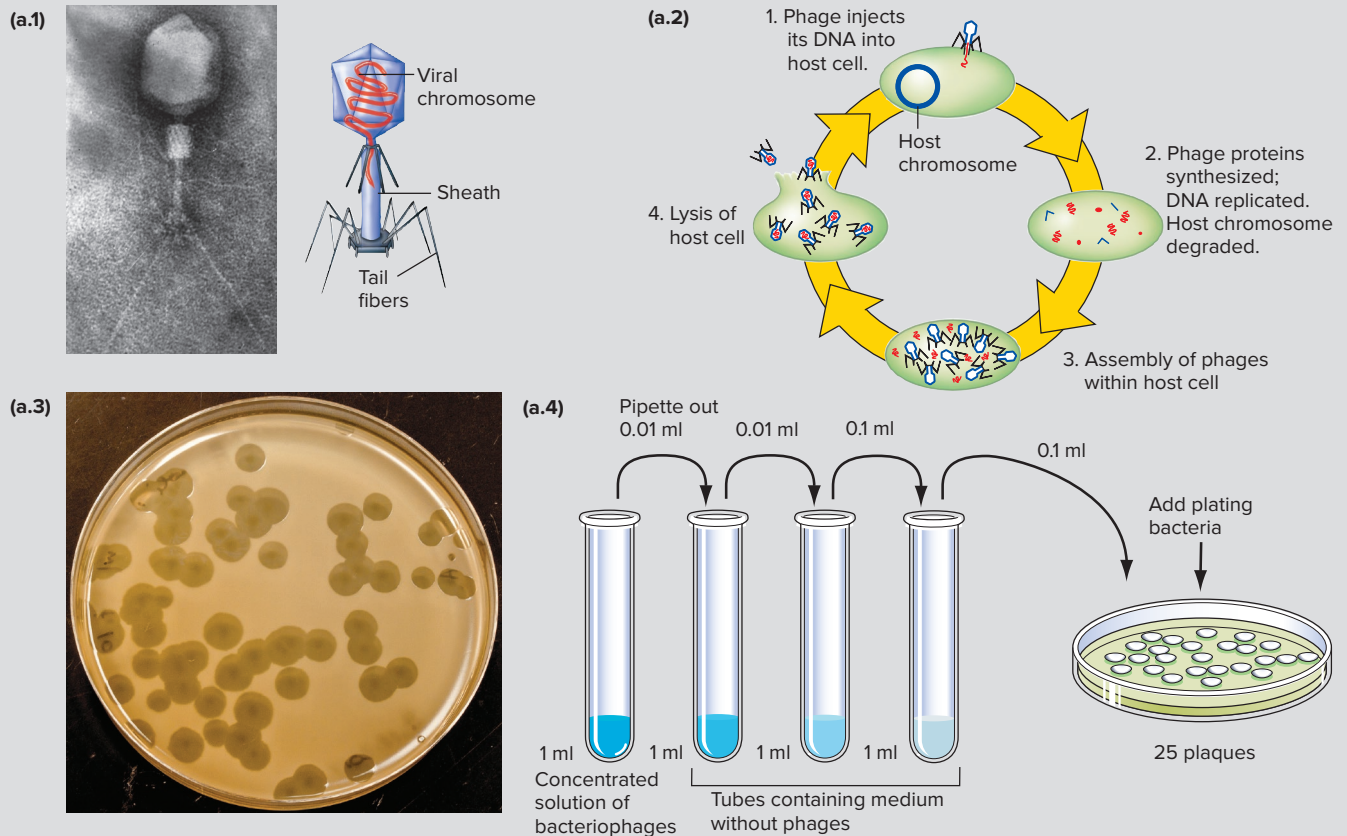 (a.1)
Viral
chromosome
Sheath
Tail
fibers
(a.2)
1. Phage injects
its DNA into
host cell.
Host
chromosome
2. Phage proteins
synthesized;
DNA replicated.
Host chromosome
degraded.
3. Assembly of phages
within host cell
4. Lysis of
host cell
(a.3)
(a.4)
Pipette out
0.01 ml
0.01 ml
0.1 ml
0.1 ml
Add plating
bacteria
1 ml
1 ml
1 ml
1 ml
Concentrated
solution of
bacteriophages
Tubes containing medium
without phages
25 plaques